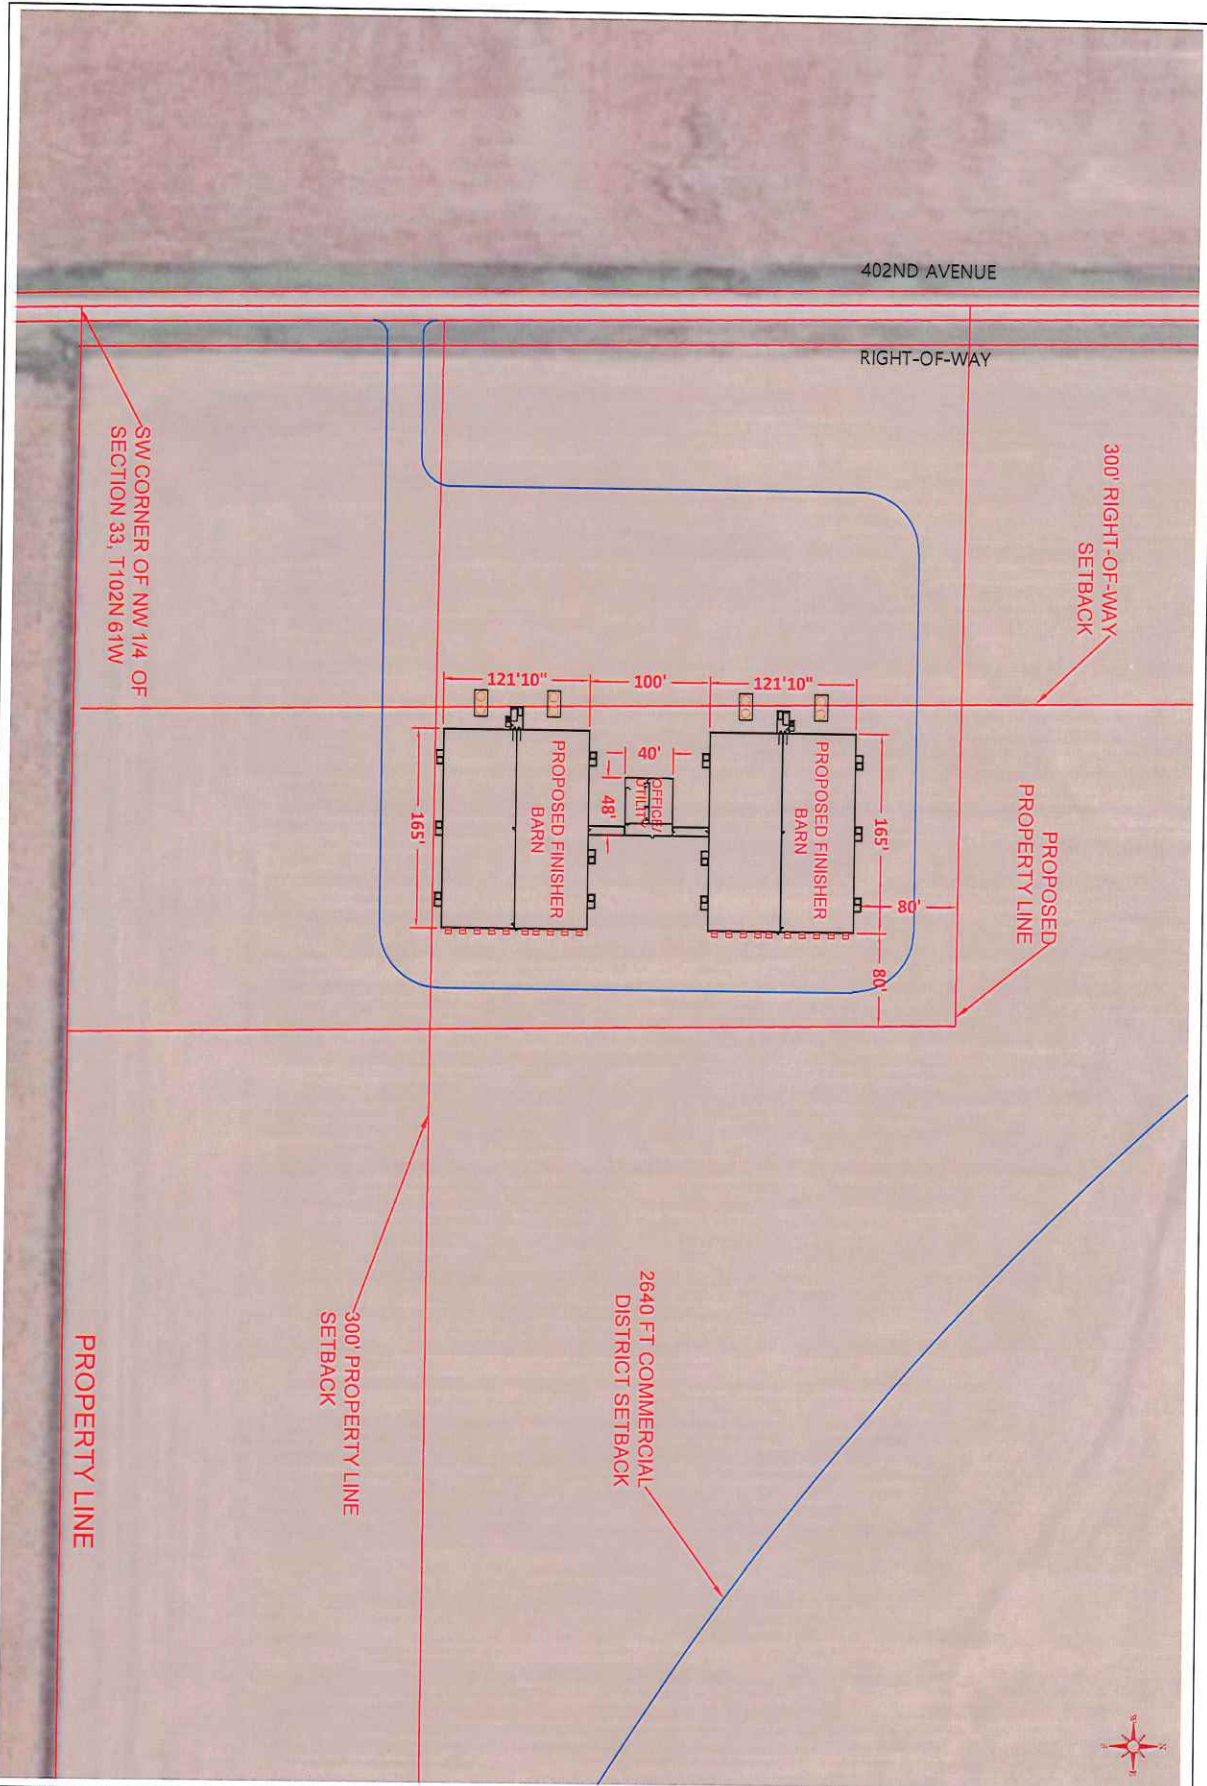 402ND AVENUE
RIGHT-OF-WAY
300' RIGHT-OF-WAY
SETBACK
SW CORNER OF NW 1/4 OF
SECTION 33, T102N 61W
121'10"
100'
121'10"
PROPOSED FINISHER
BARN
40'
OFFICE/
UTILITY
48'
PROPOSED FINISHER
BARN
165'
165'
80'
80'
PROPOSED
PROPERTY LINE
2640 FT COMMERCIAL
DISTRICT SETBACK
300' PROPERTY LINE
SETBACK
PROPERTY LINE
N
E
S
W